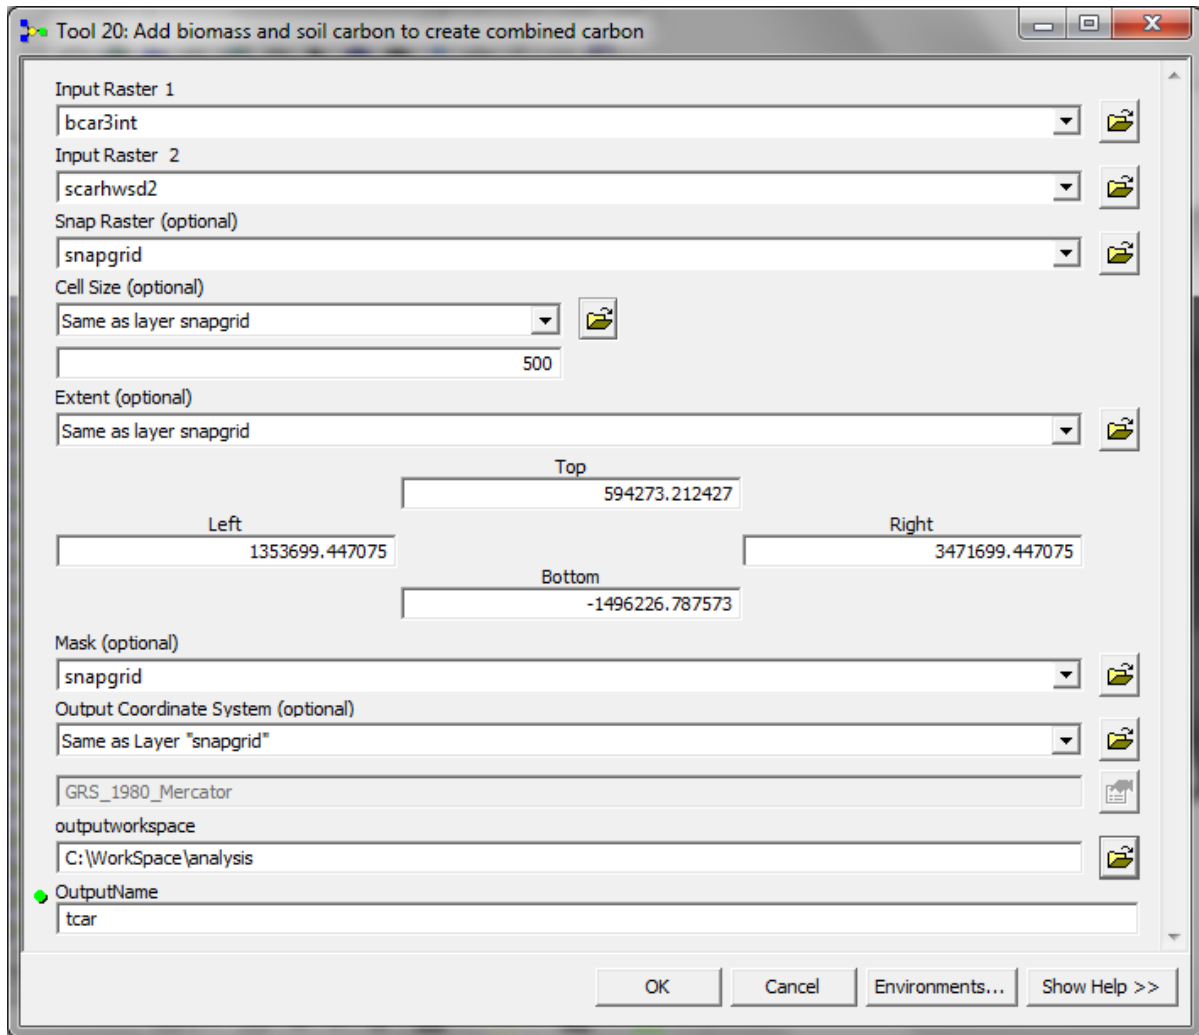 Tool 20: Add biomass and soil carbon to create combined carbon
Input Raster 1
bcar3int
Input Raster 2
scarhwsd2
Snap Raster (optional)
snapgrid
Cell Size (optional)
Same as layer snapgrid
500
Extent (optional)
Same as layer snapgrid
Top
594273.212427
Left Right
1353699.447075 3471699.447075
Bottom
-1496226.787573
Mask (optional)
snapgrid
Output Coordinate System (optional)
Same as Layer "snapgrid"
GRS_1980_Mercator
outputworkspace
C:\WorkSpace\analysis
OutputName
tcar
OK Cancel Environments... Show Help >>